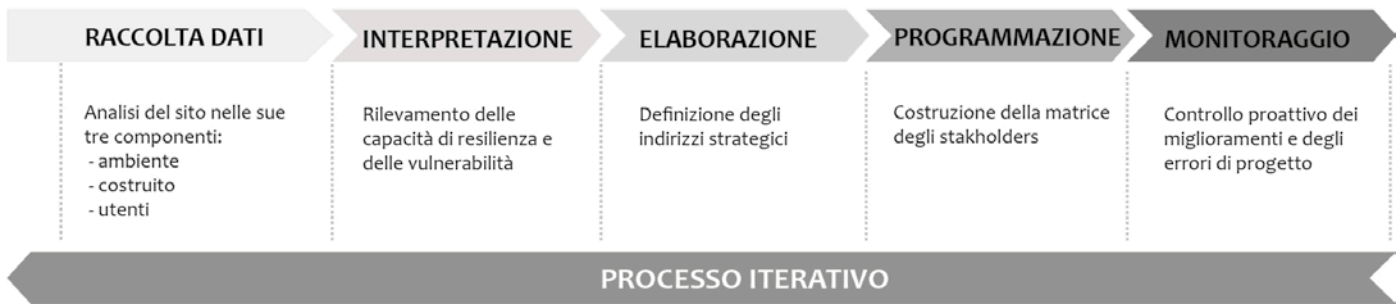 RACCOLTA DATI
INTERPRETAZIONE
ELABORAZIONE
PROGRAMMAZIONE
MONITORAGGIO
Analisi del sito nelle sue
tre componenti:
- ambiente
- costruito
- utenti
Rilevamento delle
capacità di resilienza e
delle vulnerabilità
Definizione degli
indirizzi strategici
Costruzione della matrice
degli stakholders
Controllo proattivo dei
miglioramenti e degli
errori di progetto
PROCESSO ITERATIVO